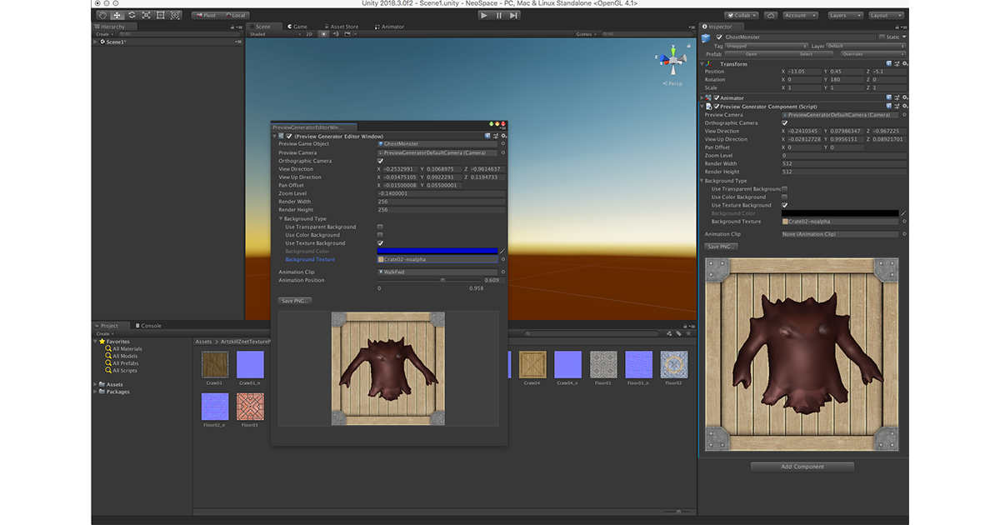 Unity 2018.3.0f2 - Scene1.unity - NeoSpace - PC, Mac & Linux Standalone <OpenGL 4.1>
Pivot Local Collab Account Layers Layout
Hierarchy
Create All
Scene1*
Scene Game Asset Store Animator
Shaded 2D Gizmos All
y
z
x
Persp
PreviewGeneratorEditorWin...
(Preview Generator Editor Window)
Preview Game Object GhostMonster
Preview Camera PreviewGeneratorDefaultCamera (Camera)
Orthographic Camera
View Direction X -0.2532991 Y 0.1068975 Z -0.9614637
View Up Direction X -0.03475105 Y 0.9922291 Z 0.1194733
Pan Offset X -0.01500008 Y 0.05500001
Zoom Level -0.1400001
Render Width 256
Render Height 256
Background Type
Use Transparent Background
Use Color Background
Use Texture Background
Background Color
Background Texture Crate02-noalpha
Animation Clip WalkFwd
Animation Position 0.609
0 0.958
Save PNG...
Inspector
GhostMonster Static
Tag Untagged Layer Default
Prefab Open Select Overrides
Transform
Position X -13.05 Y 0.45 Z -5.1
Rotation X 0 Y 180 Z 0
Scale X 1 Y 1 Z 1
Animator
Preview Generator Component (Script)
Preview Camera PreviewGeneratorDefaultCamera (Camera)
Orthographic Camera
View Direction X -0.2410345 Y 0.07986147 Z -0.967225
View Up Direction X -0.02812728 Y 0.9956151 Z 0.08921701
Pan Offset X 0 Y 0
Zoom Level 0
Render Width 512
Render Height 512
Background Type
Use Transparent Background
Use Color Background
Use Texture Background
Background Color
Background Texture Crate02-noalpha
Animation Clip None (Animation Clip)
Save PNG...
Add Component
Project Console
Create
Favorites
All Materials
All Models
All Prefabs
All Scripts
Assets
Packages
Assets > ArtzkillZnetTextureP
Crate01 Crate01_n Crate04 Crate04_n Floor01 Floor01_n Floor02
Floor02_n Floor03